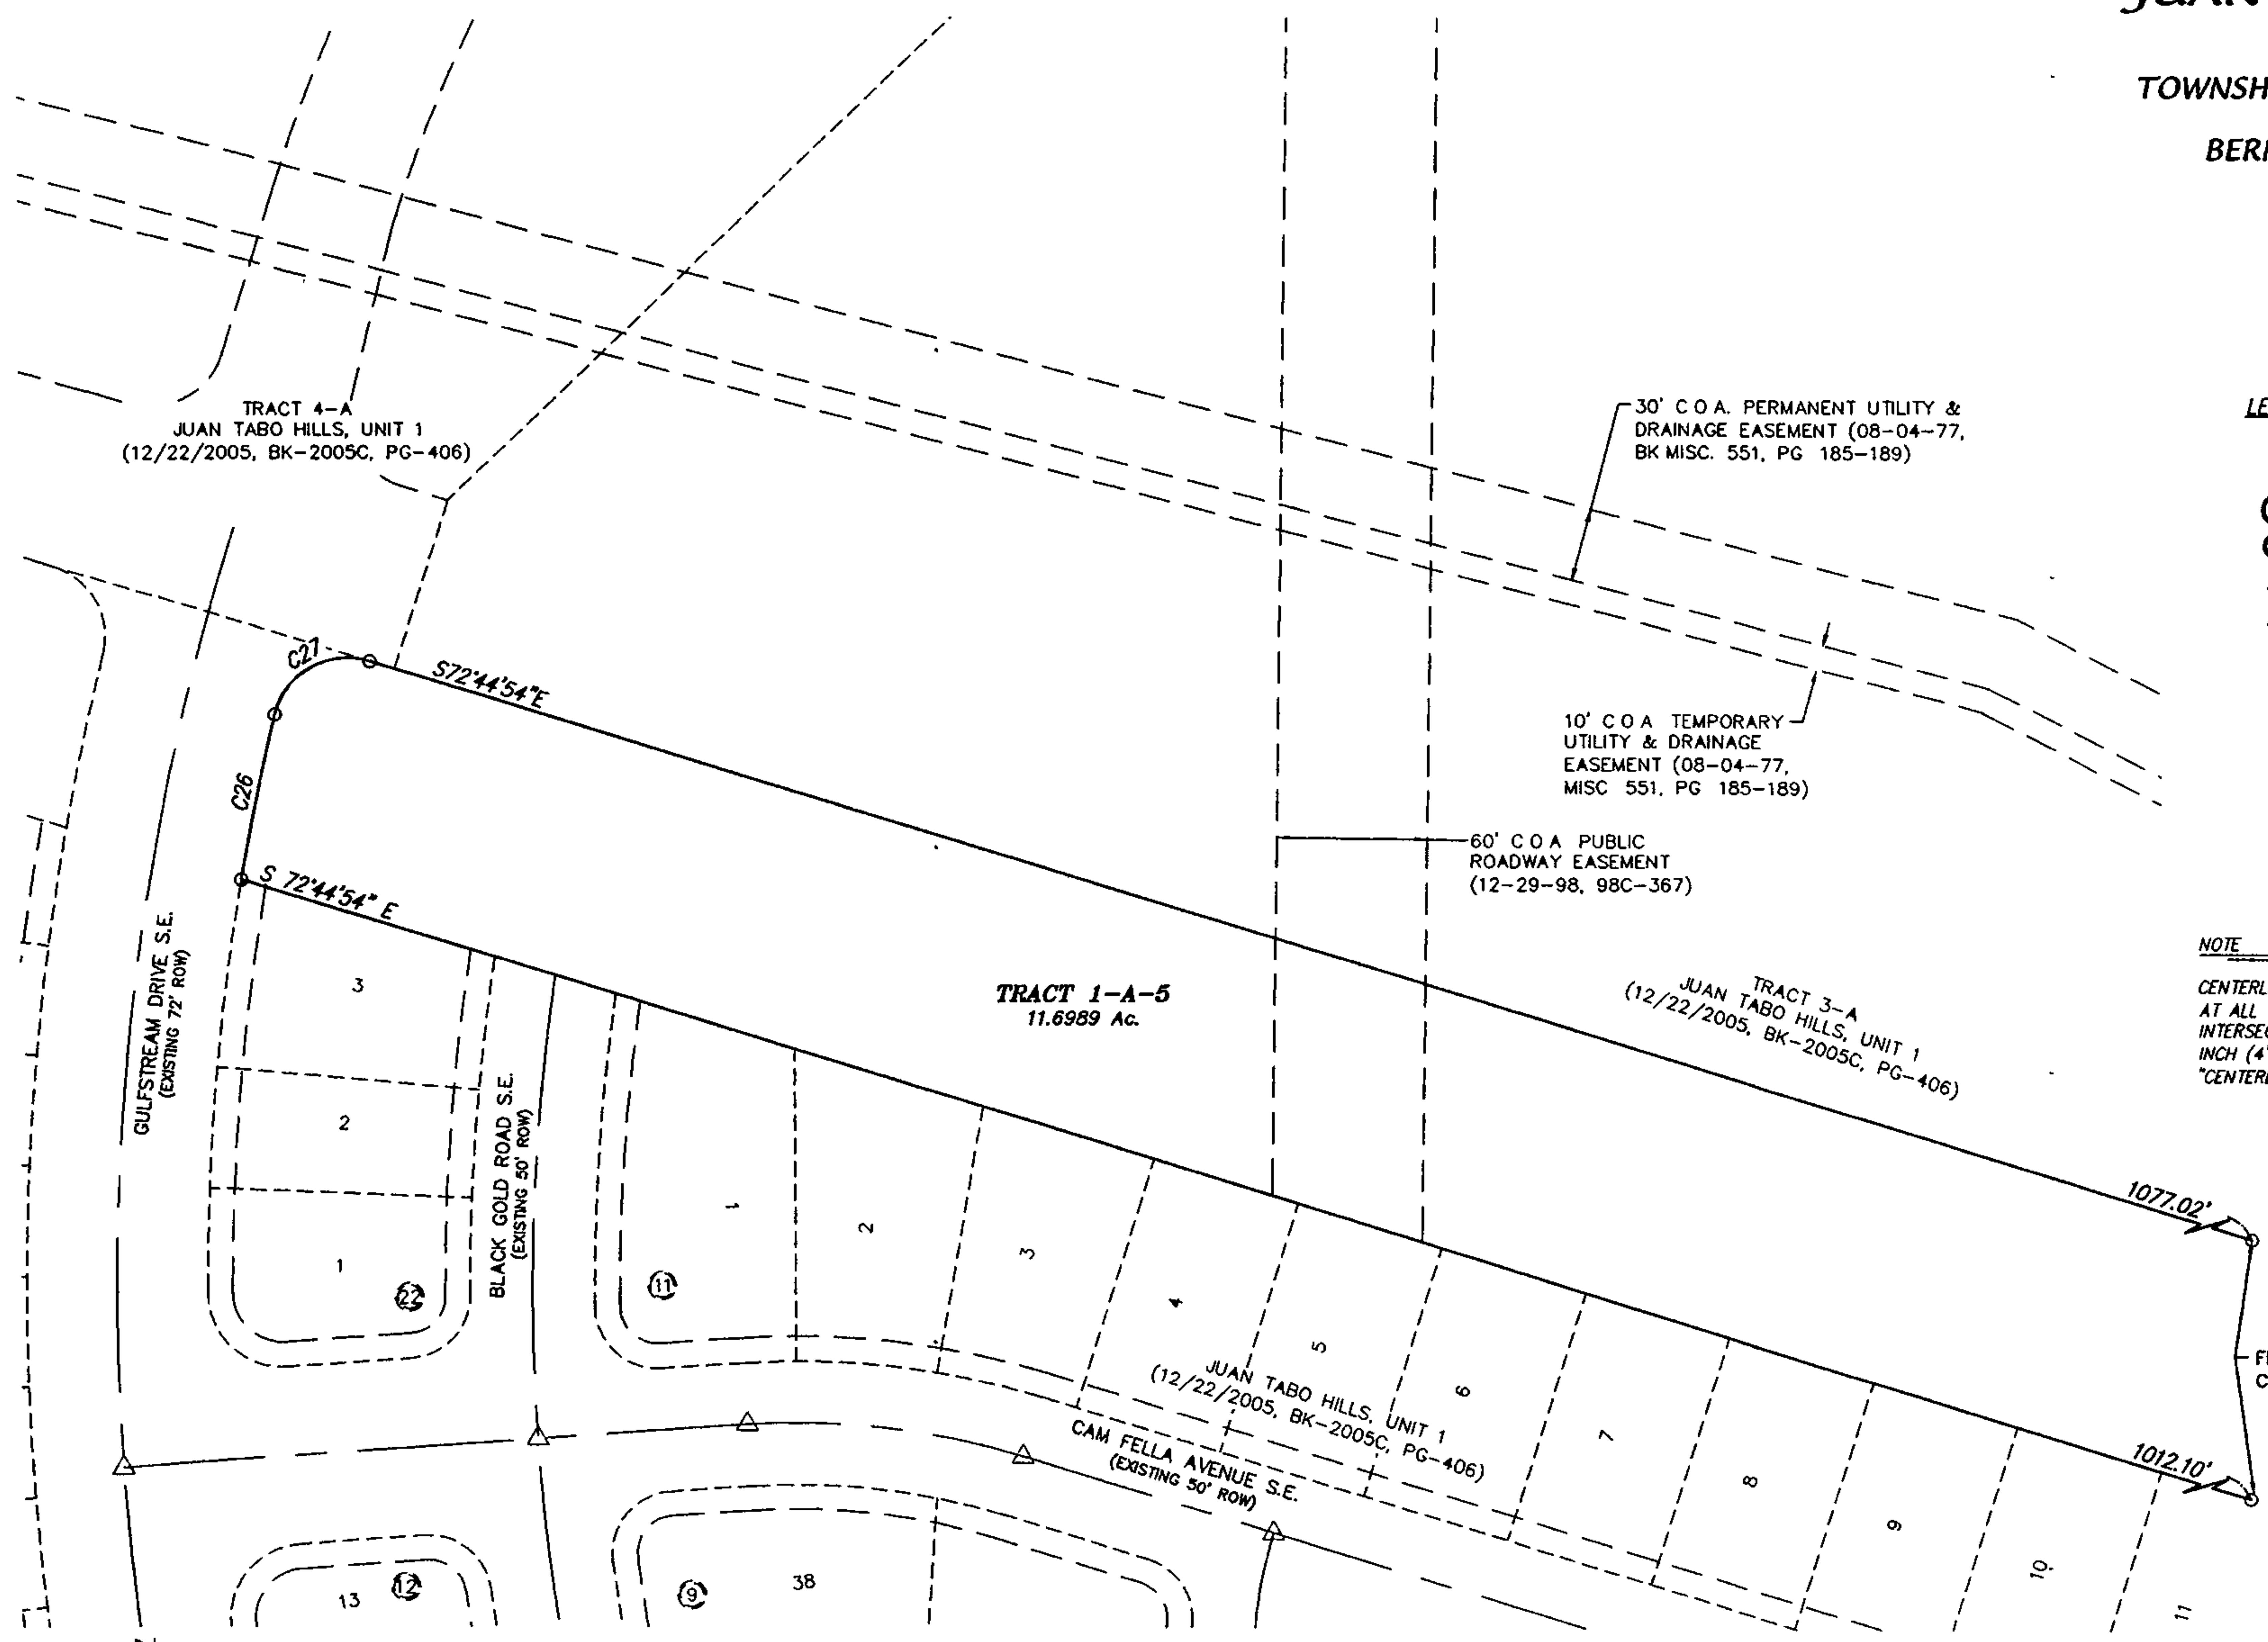 TRACT 4-A
JUAN TABO HILLS, UNIT 1
(12/22/2005, BK-2005C, PG-406)
30' C O A. PERMANENT UTILITY &
DRAINAGE EASEMENT (08-04-77,
BK MISC. 551, PG 185-189)
C27
S72°44'54"E
C26
10' C O A TEMPORARY
UTILITY & DRAINAGE
EASEMENT (08-04-77,
MISC 551, PG 185-189)
60' C O A PUBLIC
ROADWAY EASEMENT
(12-29-98, 98C-367)
S 72°44'54" E
GULFSTREAM DRIVE S.E.
(EXISTING 72' ROW)
TRACT 1-A-5
11.6989 Ac.
TRACT 3-A
JUAN TABO HILLS, UNIT 1
(12/22/2005, BK-2005C, PG-406)
NOTE
AT ALL
INCH (4"
1077.02'
1012.10'
3
2
1
22
BLACK GOLD ROAD S.E.
(EXISTING 50' ROW)
11
1
2
3
4
5
6
7
8
9
10
11
JUAN TABO HILLS, UNIT 1
(12/22/2005, BK-2005C, PG-406)
CAM FELLA AVENUE S.E.
(EXISTING 50' ROW)
13
12
9
38